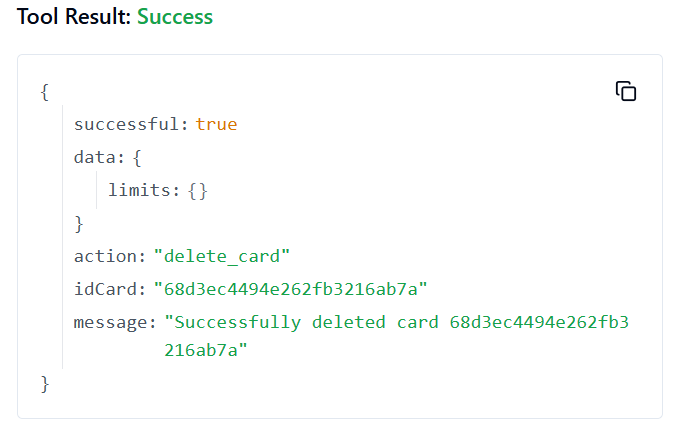 Tool Result: Success
{
successful: true
data: {
limits: {}
}
action: "delete_card"
idCard: "68d3ec4494e262fb3216ab7a"
message: "Successfully deleted card 68d3ec4494e262fb3
216ab7a"
}